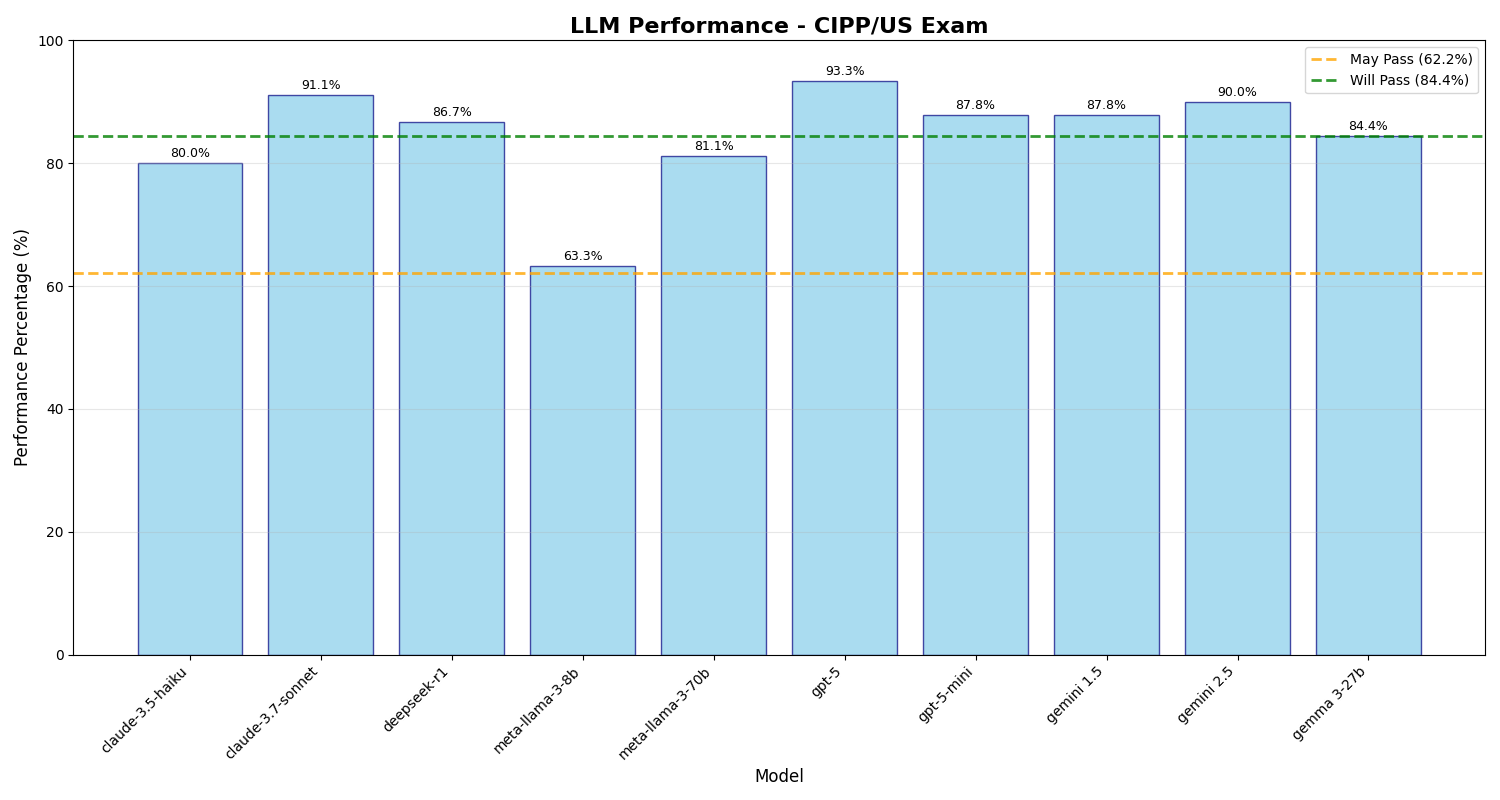 LLM Performance - CIPP/US Exam
May Pass (62.2%)
Will Pass (84.4%)
Performance Percentage (%)
100
80
60
40
20
0
80.0%
91.1%
86.7%
63.3%
81.1%
93.3%
87.8%
87.8%
90.0%
84.4%
claude-3.5-haiku
claude-3.7-sonnet
deepseek-r1
meta-llama-3-8b
meta-llama-3-70b
gpt-5
gpt-5-mini
gemini 1.5
gemini 2.5
gemma 3-27b
Model